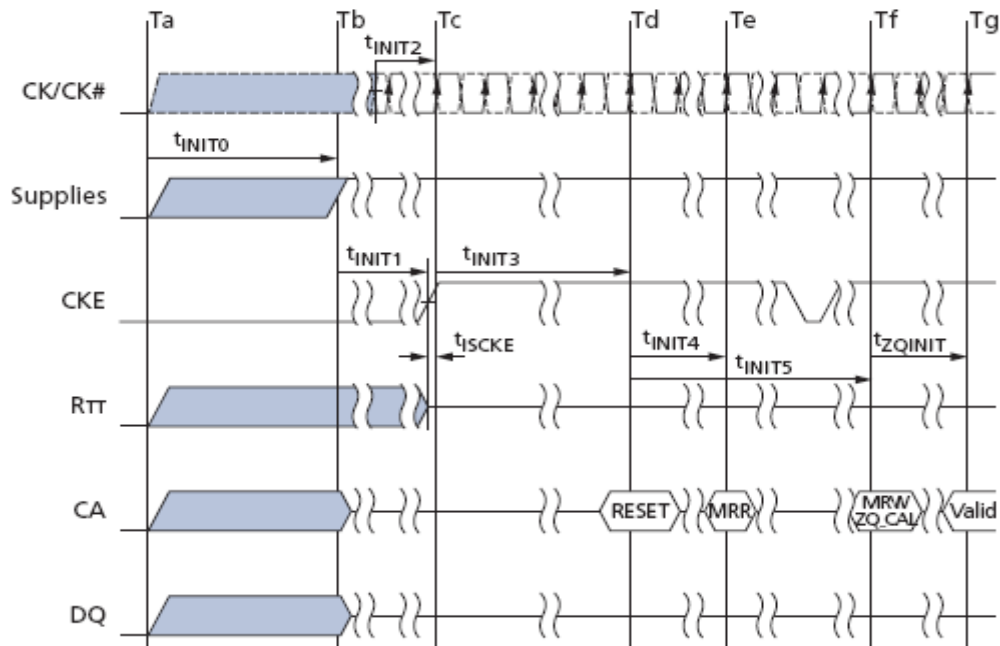 Ta Tb Tc Td Te Tf Tg
tINIT2
CK/CK#
tINIT0
Supplies
tINIT1 tINIT3
CKE
tISCKE tINIT4 tZQINIT
tINIT5
RTT
CA RESET MRR MRW Valid
ZQ_CAL
DQ